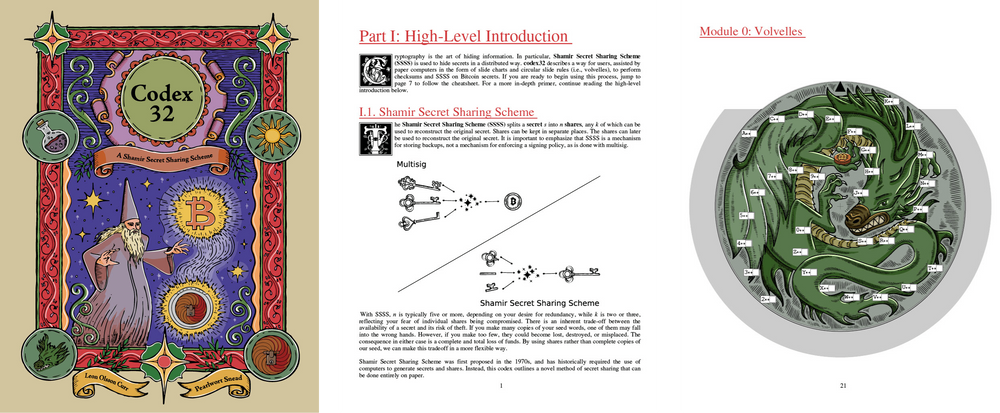 Codex
32
A Shamir Secret Sharing Scheme
Leon Olsson Curr
Pearlwort Sneed
Part I: High-Level Introduction
Cryptography is the art of hiding information. In particular, Shamir Secret Sharing Scheme
(SSSS) is used to hide secrets in a distributed way. codex32 describes a way for users, assisted by
paper computers in the form of slide charts and circular slide rules (i.e., volvelles), to perform
checksums and SSSS on Bitcoin secrets. If you are ready to begin using this process, jump to
page 7 to follow the cheatsheet. For a more in-depth primer, continue reading the high-level
introduction below.
I.1. Shamir Secret Sharing Scheme
The Shamir Secret Sharing Scheme (SSSS) splits a secret s into n shares, any k of which can be
used to reconstruct the original secret. Shares can be kept in separate places. The shares can later
be used to reconstruct the original secret. It is important to emphasize that SSSS is a mechanism
for storing backups, not a mechanism for enforcing a signing policy, as is done with multisig.
Multisig
Shamir Secret Sharing Scheme
With SSSS, n is typically five or more, depending on your desire for redundancy, while k is two or three,
reflecting your fear of individual shares being compromised. There is an inherent trade-off between the
availability of a secret and its risk of theft. If you make many copies of your seed words, one of them may fall
into the wrong hands. However, if you make too few, they could become lost, destroyed, or misplaced. The
consequence in either case is a complete and total loss of funds. By using shares rather than complete copies of
our seed, we can make this tradeoff in a more flexible way.
Shamir Secret Sharing Scheme was first proposed in the 1970s, and has historically required the use of
computers to generate secrets and shares. Instead, this codex outlines a novel method of secret sharing that can
be done entirely on paper.
1
Module 0: Volvelles
21